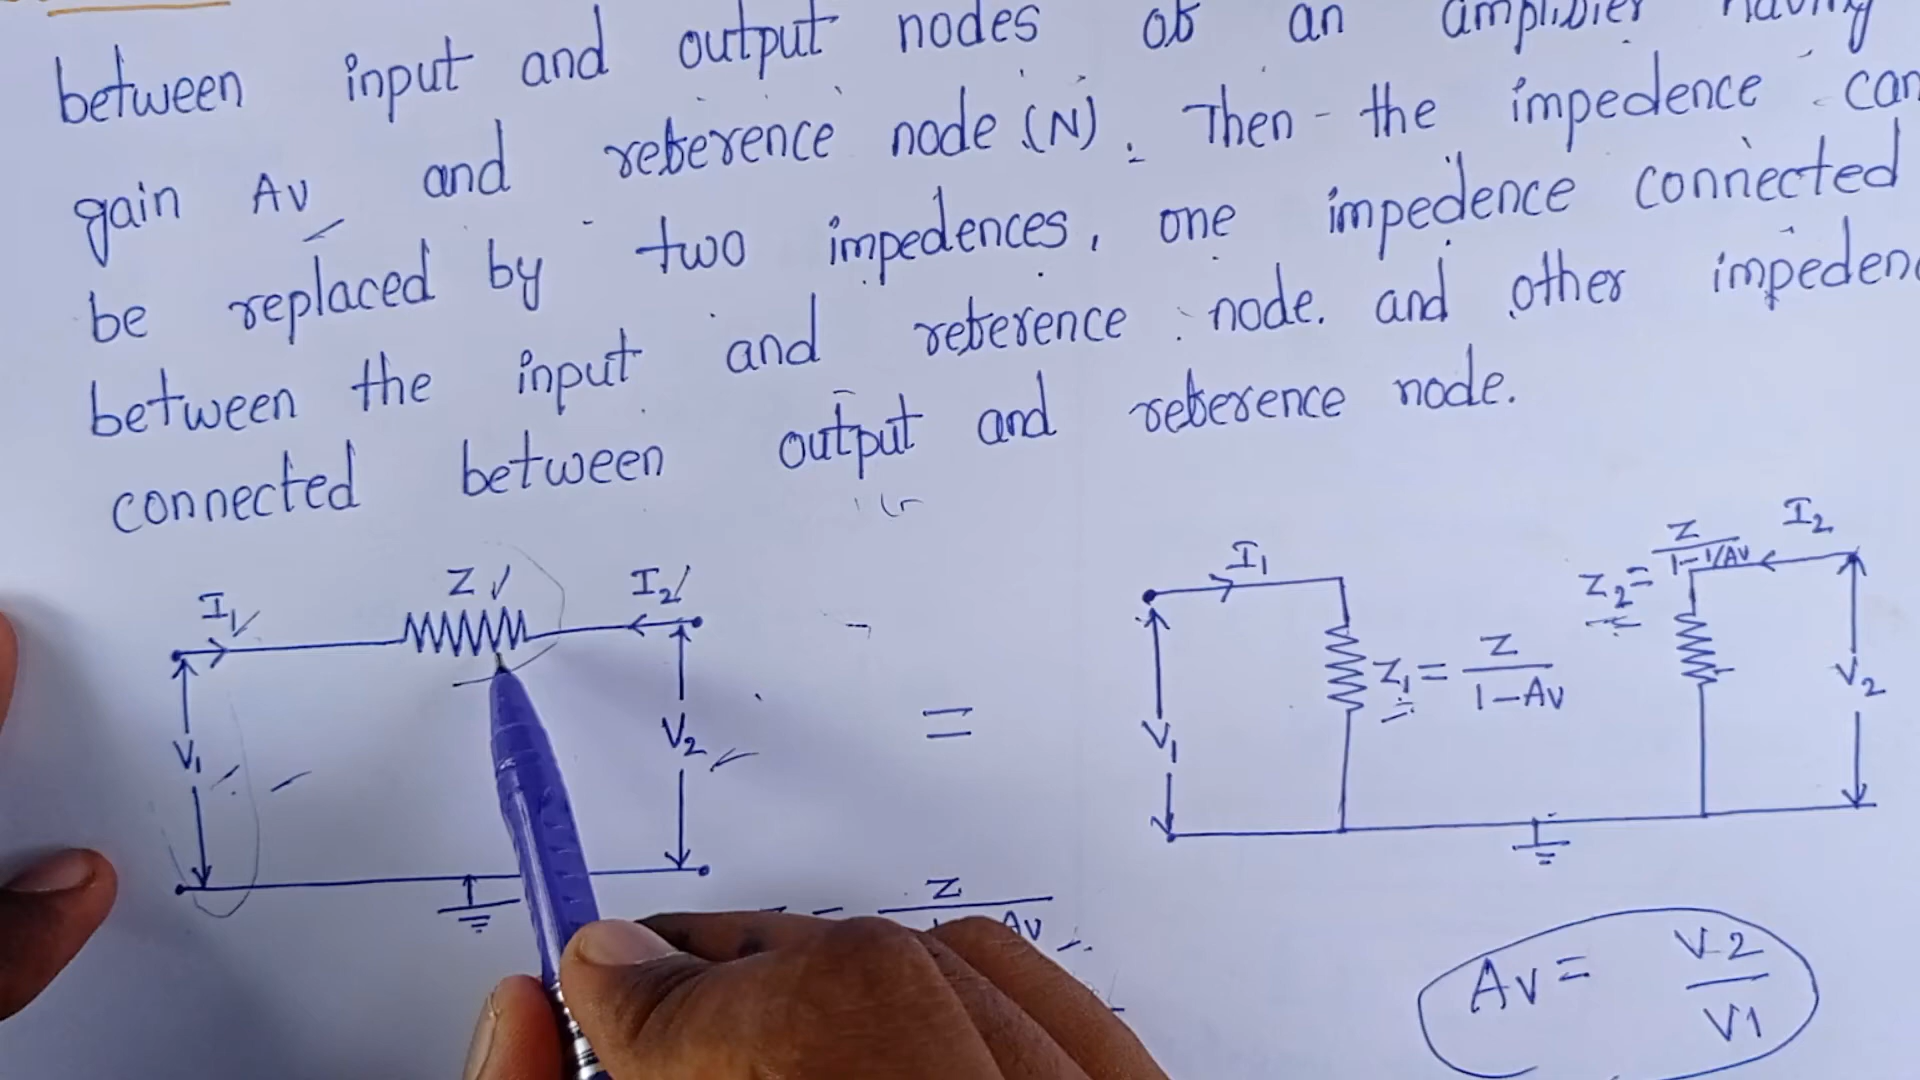 between input and output nodes of an amplifier having
gain Av and reference node (N). Then the impedence can
be replaced by two impedences, one impedence connected
between the input and reference node. and other impedenc
connected between output and reference node.
I1 Z I2
V1 V2
=
I1
V1
Z1 = Z / 1-Av
Z2 = Z / 1-1/Av
I2
V2
Z
Av
Av = V2 / V1